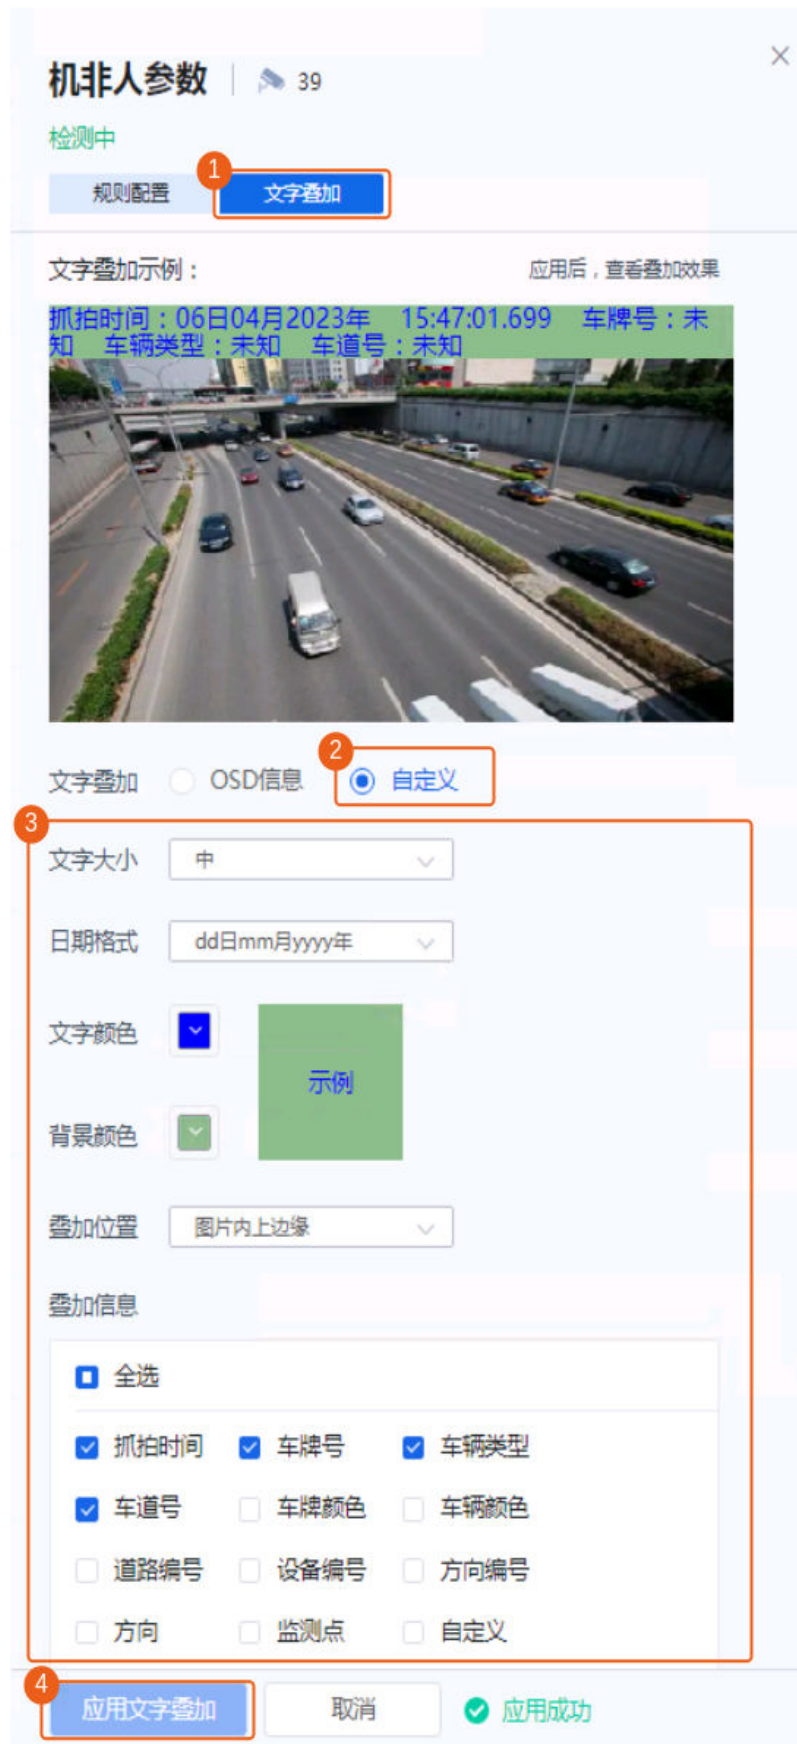 机非人参数 39
检测中
1
规则配置 文字叠加
文字叠加示例： 应用后，查看叠加效果
抓拍时间：06日04月2023年 15:47:01.699 车牌号：未
知 车辆类型：未知 车道号：未知
2
文字叠加 OSD信息 自定义
3
文字大小 中
日期格式 dd日mm月yyyy年
文字颜色
示例
背景颜色
叠加位置 图片内上边缘
叠加信息
全选
抓拍时间 车牌号 车辆类型
车道号 车牌颜色 车辆颜色
道路编号 设备编号 方向编号
方向 监测点 自定义
4
应用文字叠加 取消 应用成功